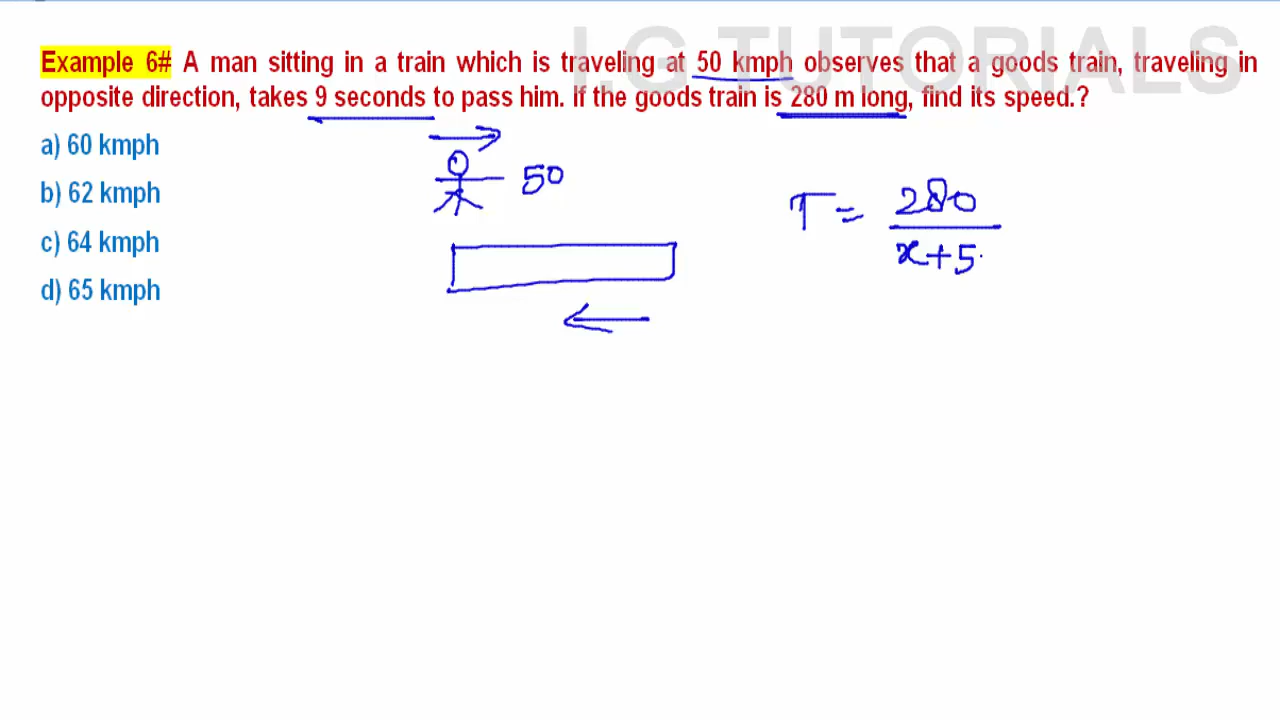 I.G TUTORIALS
Example 6# A man sitting in a train which is traveling at 50 kmph observes that a goods train, traveling in
opposite direction, takes 9 seconds to pass him. If the goods train is 280 m long, find its speed.?
a) 60 kmph
b) 62 kmph
c) 64 kmph
d) 65 kmph
50
T = 280
x+5